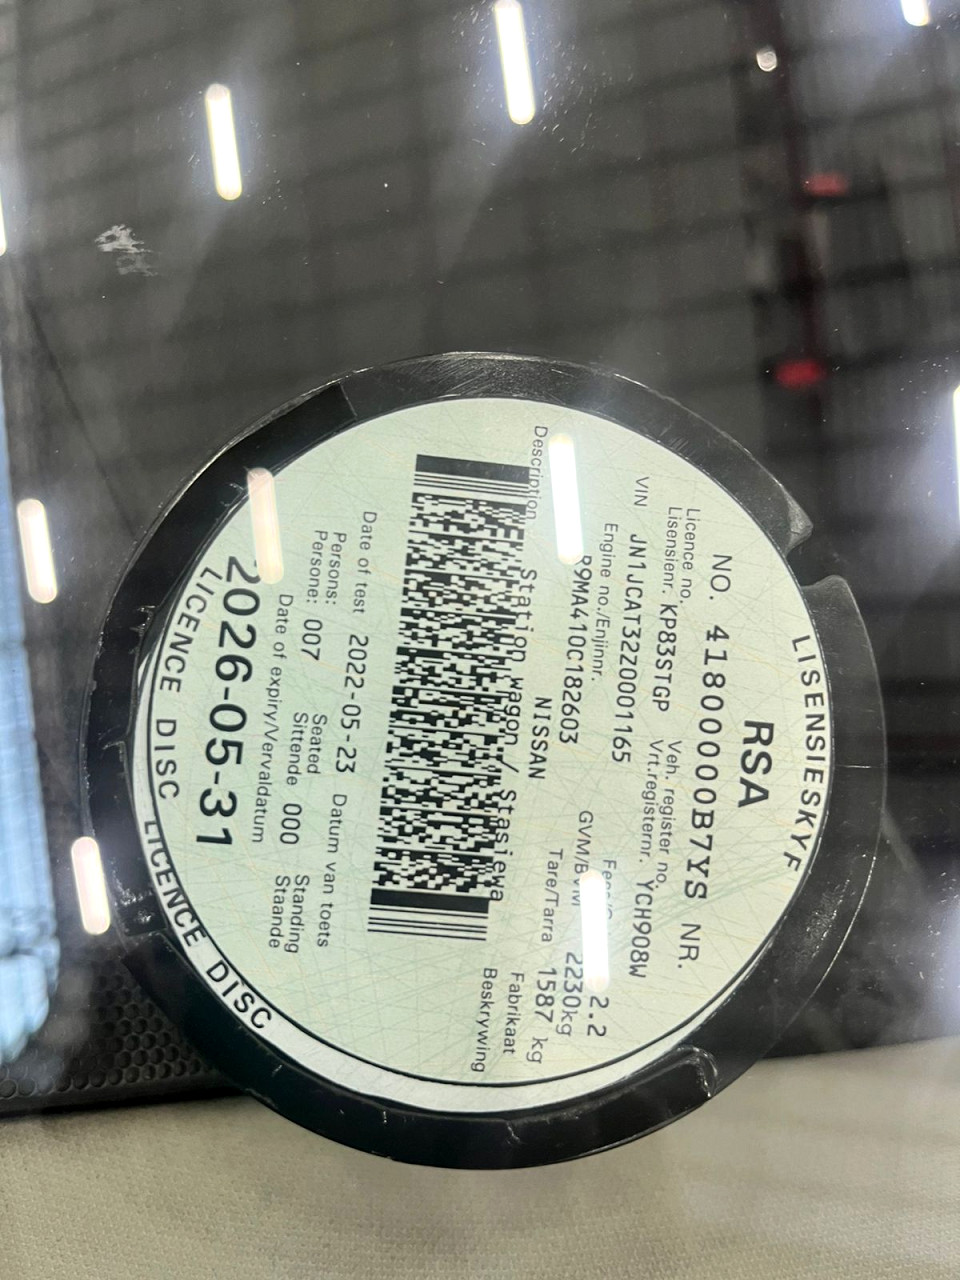 LISENSIESKYF
RSA
NO. 41800000B7YS NR.
Licence no. Veh. register no.
Lisensienr. KP83STGP Vrt.registernr. YCH908W
VIN JN1JCAT32Z0001165
Engine no./Enjinnr. 2.2
R9MA410C182603 GVM/BVM 2230kg
Tare/Tarra 1587 kg
NISSAN Fabrikaat
Description Station wagon / Stasiewa Beskrywing
Date of test 2022-05-23 Datum van toets
Persons: Seated Standing
Persone: 007 Sittende 000 Staande
Date of expiry/Vervaldatum
2026-05-31
LICENCE DISC
LICENCE DISC